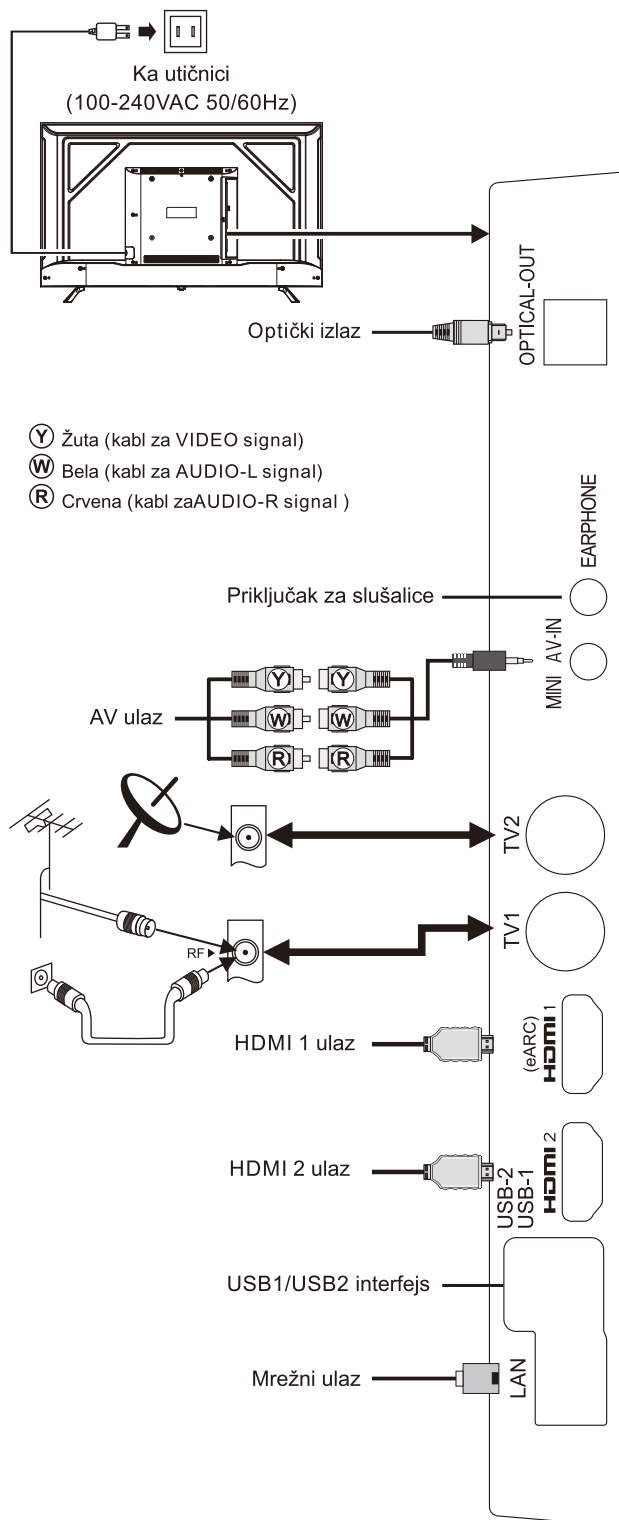 Ka utičnici
(100-240VAC 50/60Hz)
OPTICAL-OUT
Optički izlaz
Y Žuta (kabl za VIDEO signal)
W Bela (kabl za AUDIO-L signal)
R Crvena (kabl zaAUDIO-R signal )
EARPHONE
Priključak za slušalice
MINI AV-IN
Y Y
AV ulaz W W
R R
TV2
TV1
RF
HDMI 1 ulaz
(eARC)
HDMI 1
HDMI 2 ulaz
HDMI 2
USB-2
USB-1
USB1/USB2 interfejs
Mrežni ulaz
LAN